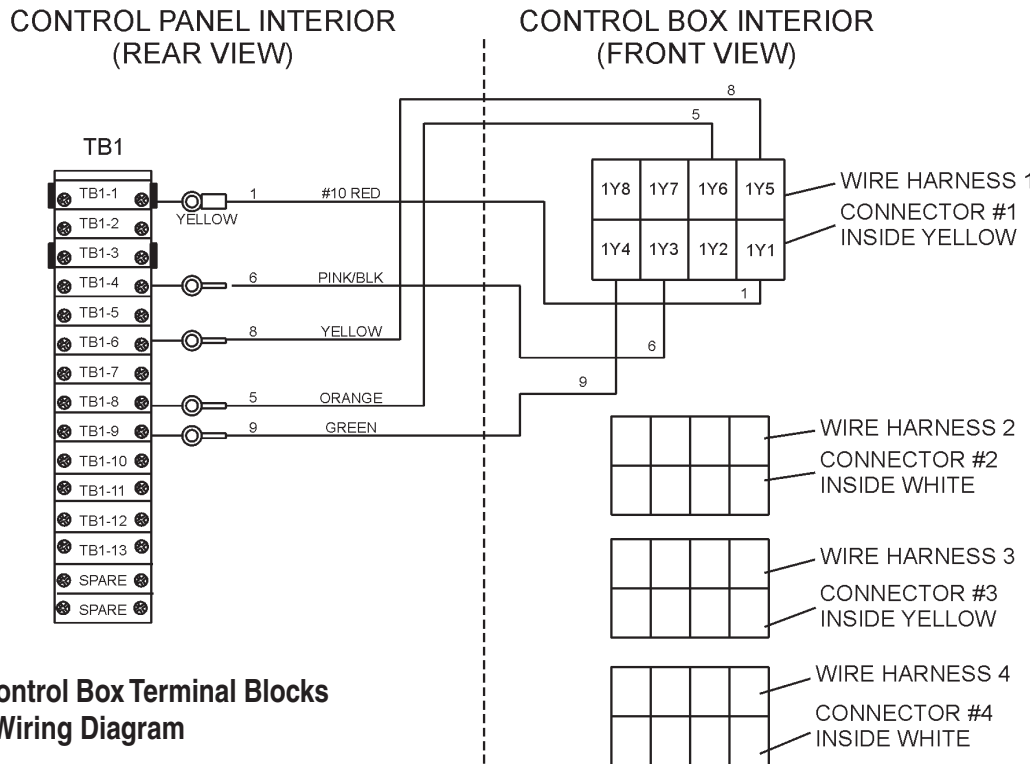 CONTROL PANEL INTERIOR
(REAR VIEW)
CONTROL BOX INTERIOR
(FRONT VIEW)
TB1
TB1-1
TB1-2
TB1-3
TB1-4
TB1-5
TB1-6
TB1-7
TB1-8
TB1-9
TB1-10
TB1-11
TB1-12
TB1-13
SPARE
SPARE
YELLOW
1 #10 RED
6 PINK/BLK
8 YELLOW
5 ORANGE
9 GREEN
8
5
1Y8 1Y7 1Y6 1Y5
1Y4 1Y3 1Y2 1Y1
1
6
9
WIRE HARNESS 1
CONNECTOR #1
INSIDE YELLOW
WIRE HARNESS 2
CONNECTOR #2
INSIDE WHITE
WIRE HARNESS 3
CONNECTOR #3
INSIDE YELLOW
WIRE HARNESS 4
CONNECTOR #4
INSIDE WHITE
ontrol Box Terminal Blocks
Wiring Diagram